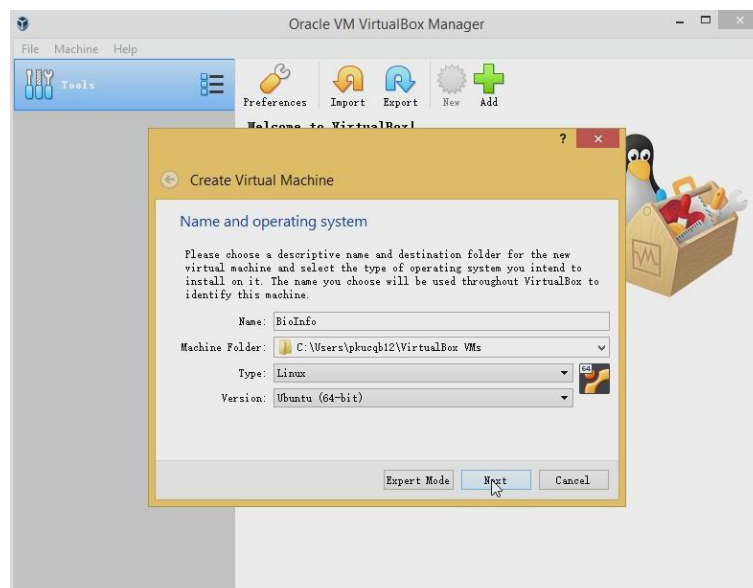 Oracle VM VirtualBox Manager
File Machine Help
Tools
Preferences Import Export New Add
Welcome to VirtualBox!
?
Create Virtual Machine
Name and operating system
Please choose a descriptive name and destination folder for the new
virtual machine and select the type of operating system you intend to
install on it. The name you choose will be used throughout VirtualBox to
identify this machine.
Name: BioInfo
Machine Folder: C:\Users\pkucqb12\VirtualBox VMs
Type: Linux
64
Version: Ubuntu (64-bit)
Expert Mode Next Cancel